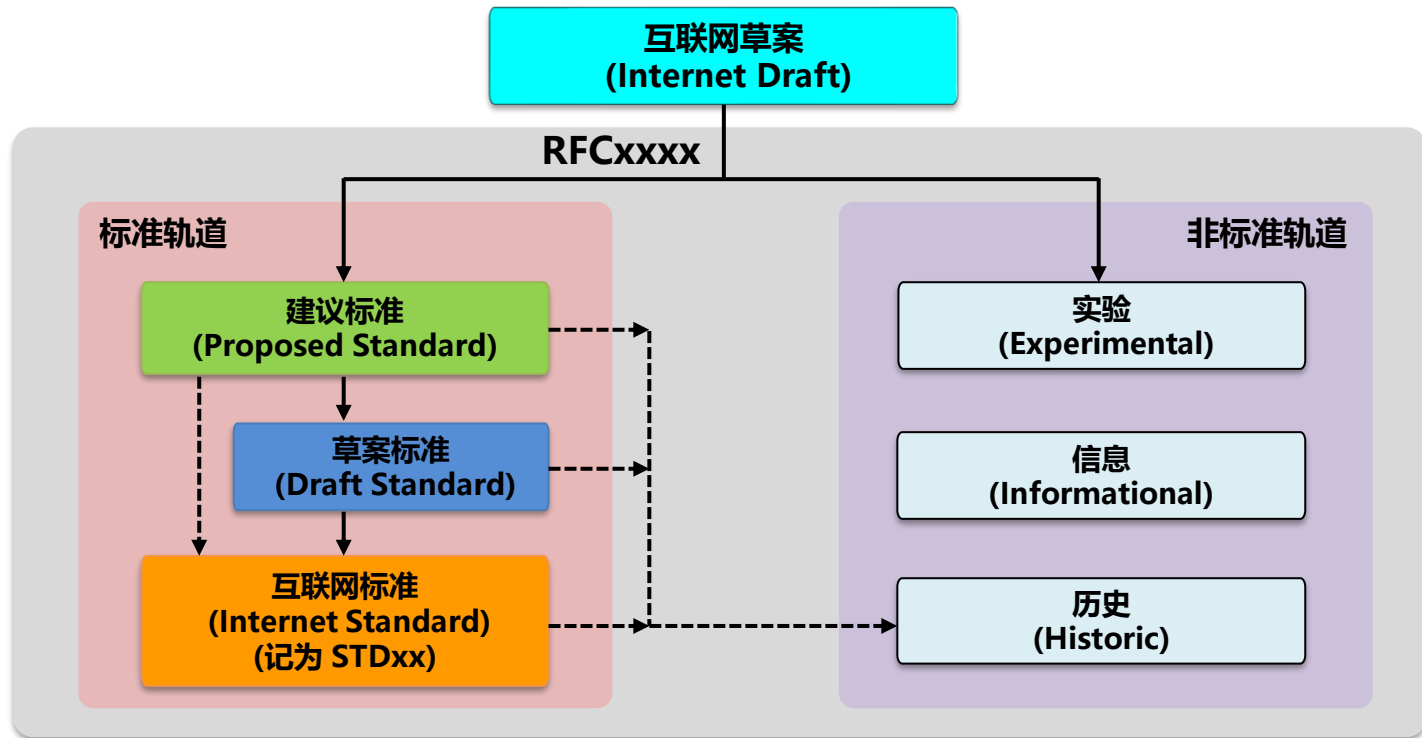 互联网草案
(Internet Draft)
RFCxxxx
标准轨道
建议标准
(Proposed Standard)
草案标准
(Draft Standard)
互联网标准
(Internet Standard)
(记为 STDxx)
非标准轨道
实验
(Experimental)
信息
(Informational)
历史
(Historic)